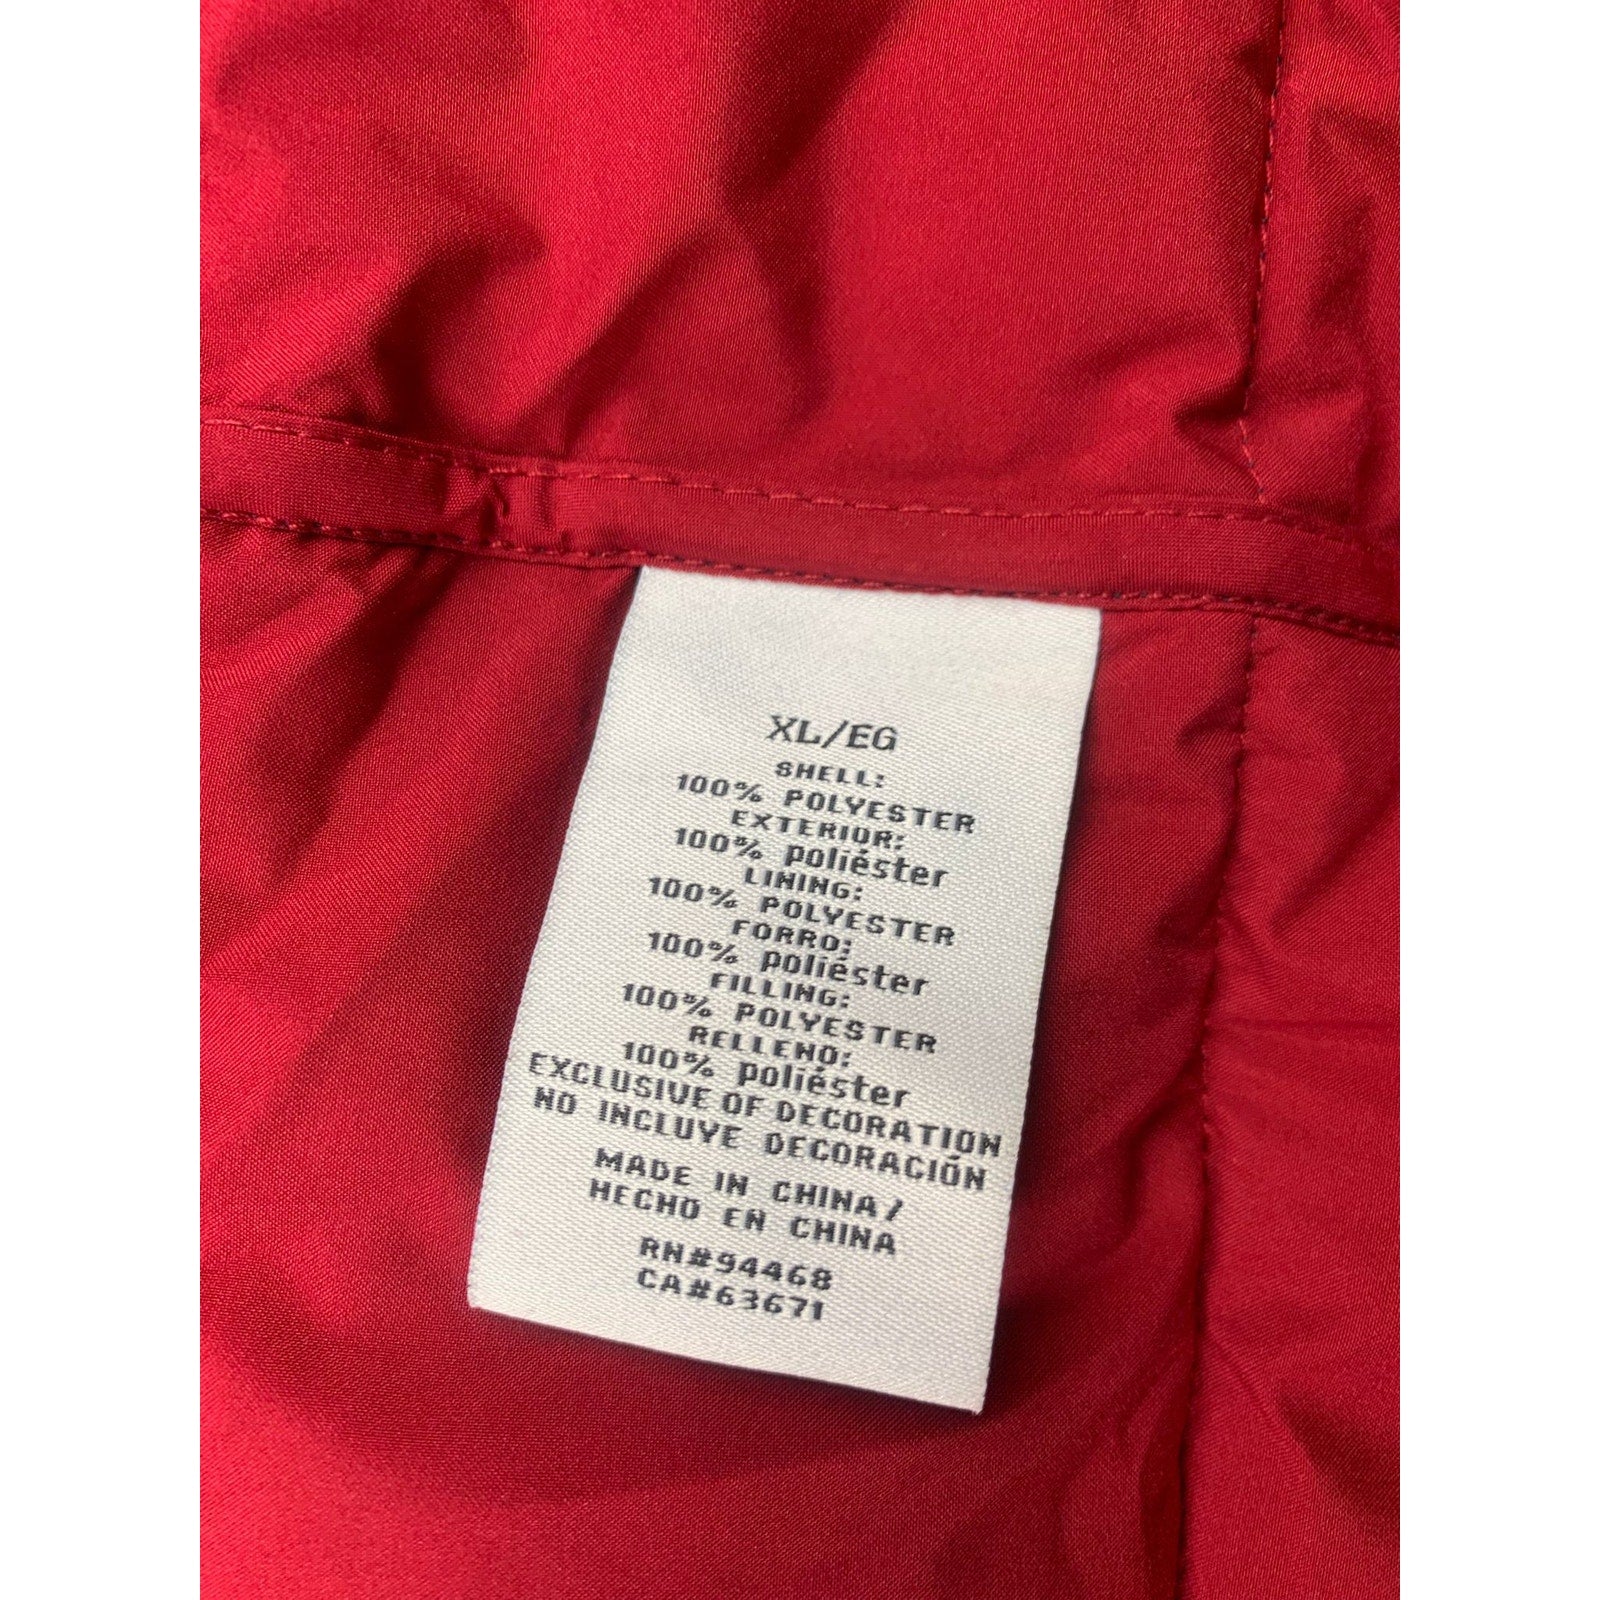 XL/EG
SHELL:
100% POLYESTER
EXTERIOR:
100% poliéster
LINING:
100% POLYESTER
FORRO:
100% poliéster
FILLING:
100% POLYESTER
RELLENO:
100% poliéster
EXCLUSIVE OF DECORATION
NO INCLUYE DECORACIÓN
MADE IN CHINA/
HECHO EN CHINA
RN#94468
CA#63671